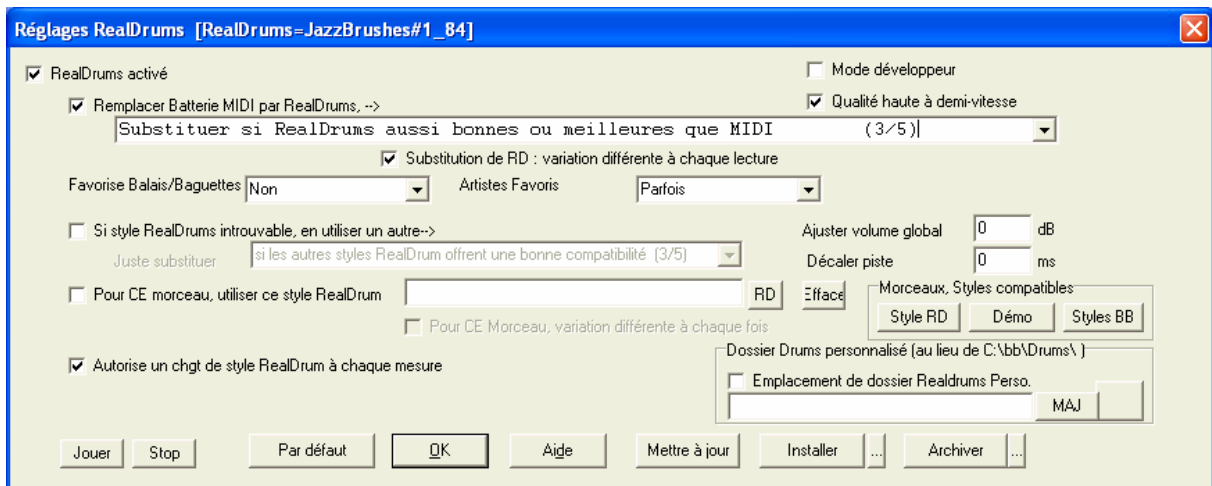 Réglages RealDrums [RealDrums=JazzBrushes#1_84]
RealDrums activé
Mode développeur
Remplacer Batterie MIDI par RealDrums, -->
Qualité haute à demi-vitesse
Substituer si RealDrums aussi bonnes ou meilleures que MIDI (3/5)
Substitution de RD : variation différente à chaque lecture
Favorise Balais/Baguettes Non Artistes Favoris Parfois
Si style RealDrums introuvable, en utiliser un autre-->
Ajuster volume global 0 dB
Juste substituer si les autres styles RealDrum offrent une bonne compatibilité (3/5)
Décaler piste 0 ms
Pour CE morceau, utiliser ce style RealDrum RD Efface
Morceaux, Styles compatibles
Style RD Démo Styles BB
Pour CE Morceau, variation différente à chaque fois
Dossier Drums personnalisé (au lieu de C:\bb\Drums\ )
Autorise un chgt de style RealDrum à chaque mesure
Emplacement de dossier Realdrums Perso.
MAJ
Jouer Stop Par défaut OK Aide Mettre à jour Installer ... Archiver ...